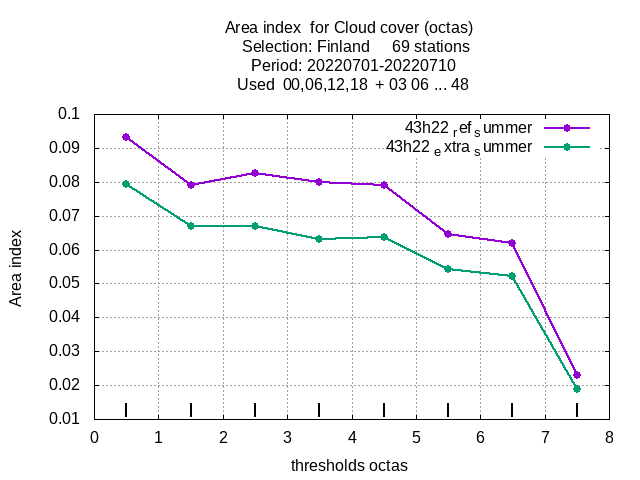 Area index  for Cloud cover (octas)
Selection: Finland     69 stations
Period: 20220701-20220710
Used  00,06,12,18  + 03 06 ... 48
0.1
0.09
0.08
0.07
0.06
0.05
0.04
0.03
0.02
0.01
Area index
43h22 ref summer
43h22 extra summer
0 1 2 3 4 5 6 7 8
thresholds octas